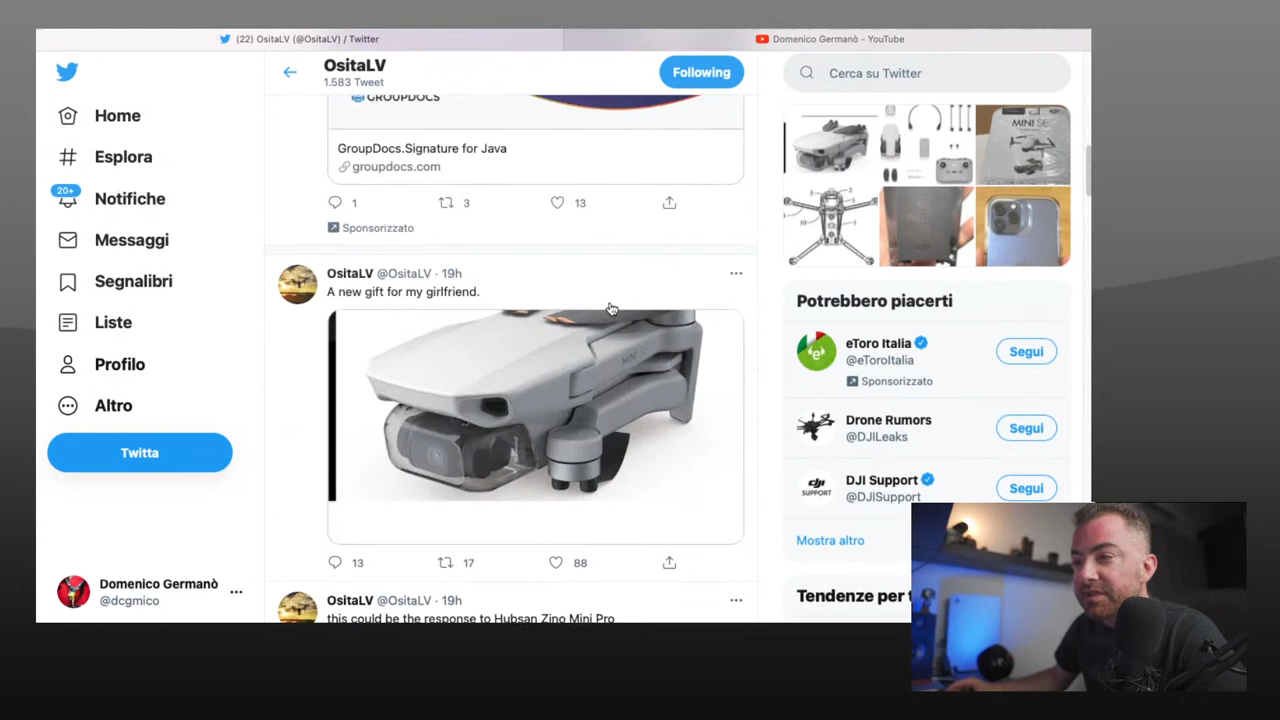 (22) OsitaLV (@OsitaLV) / Twitter
Domenico Germanò - YouTube
OsitaLV
1.583 Tweet
Following
Cerca su Twitter
Home
Esplora
20+
Notifiche
Messaggi
Segnalibri
Liste
Profilo
Altro
Twitta
Domenico Germanò
@dcgmico
GROUPDOCS
GroupDocs.Signature for Java
groupdocs.com
1
3
13
Sponsorizzato
OsitaLV @OsitaLV · 19h
A new gift for my girlfriend.
MINI SE
13
17
88
OsitaLV @OsitaLV · 19h
this could be the response to Hubsan Zino Mini Pro
MINI SE
Potrebbero piacerti
eToro Italia
@eToroItalia
Sponsorizzato
Segui
Drone Rumors
@DJILeaks
Segui
dji
SUPPORT
DJI Support
@DJISupport
Segui
Mostra altro
Tendenze per t